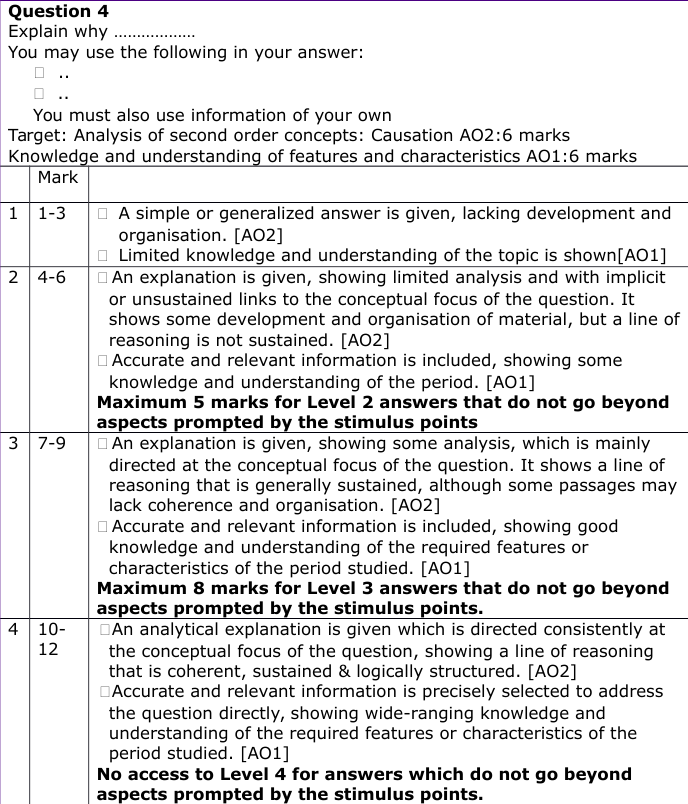 Question 4
Explain why ………………
You may use the following in your answer:
□ ..
□ ..
You must also use information of your own
Target: Analysis of second order concepts: Causation AO2:6 marks
Knowledge and understanding of features and characteristics AO1:6 marks
Mark
1 1-3 □ A simple or generalized answer is given, lacking development and
organisation. [AO2]
□ Limited knowledge and understanding of the topic is shown[AO1]
2 4-6 □ An explanation is given, showing limited analysis and with implicit
or unsustained links to the conceptual focus of the question. It
shows some development and organisation of material, but a line of
reasoning is not sustained. [AO2]
□ Accurate and relevant information is included, showing some
knowledge and understanding of the period. [AO1]
Maximum 5 marks for Level 2 answers that do not go beyond
aspects prompted by the stimulus points
3 7-9 □ An explanation is given, showing some analysis, which is mainly
directed at the conceptual focus of the question. It shows a line of
reasoning that is generally sustained, although some passages may
lack coherence and organisation. [AO2]
□ Accurate and relevant information is included, showing good
knowledge and understanding of the required features or
characteristics of the period studied. [AO1]
Maximum 8 marks for Level 3 answers that do not go beyond
aspects prompted by the stimulus points.
4 10- □An analytical explanation is given which is directed consistently at
12 the conceptual focus of the question, showing a line of reasoning
that is coherent, sustained & logically structured. [AO2]
□Accurate and relevant information is precisely selected to address
the question directly, showing wide-ranging knowledge and
understanding of the required features or characteristics of the
period studied. [AO1]
No access to Level 4 for answers which do not go beyond
aspects prompted by the stimulus points.